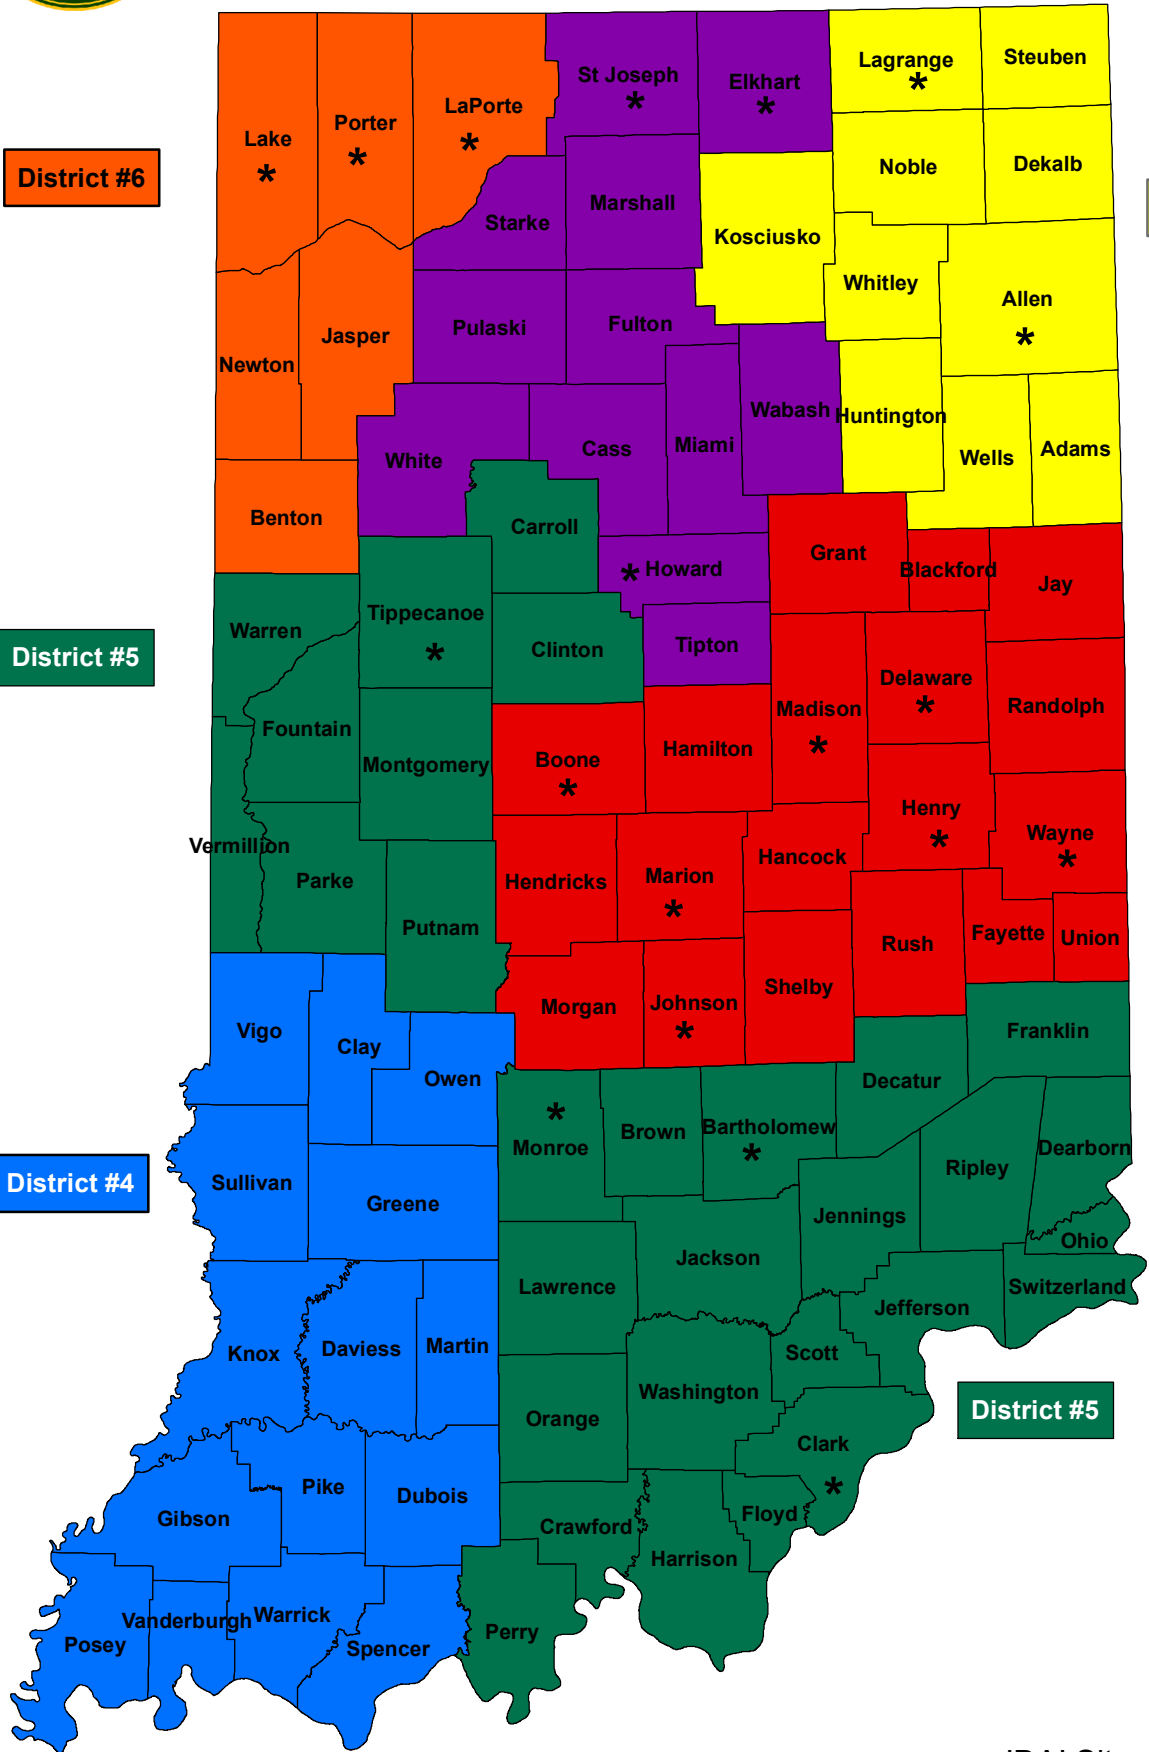 St Joseph
Elkhart
Lagrange
*
Steuben
LaPorte
*
*
*
Porter
*
Lake
*
District #6
Noble
Dekalb
Marshall
Starke
Kosciusko
Whitley
Allen
*
Pulaski
Fulton
Jasper
Newton
Wabash
Huntington
Miami
Cass
White
Wells
Adams
Benton
Carroll
Grant
Blackford
Jay
* Howard
Tippecanoe
*
Warren
Clinton
Tipton
District #5
Delaware
*
Madison
*
Randolph
Fountain
Hamilton
Boone
*
Montgomery
Henry
*
Wayne
*
Vermillion
Hancock
Parke
Hendricks
Marion
*
Putnam
Rush
Fayette
Union
Shelby
Morgan
Johnson
*
Vigo
Clay
Franklin
Owen
Decatur
*
Monroe
Brown
Bartholomew
*
Dearborn
Ripley
Sullivan
District #4
Greene
Jennings
Ohio
Jackson
Lawrence
Switzerland
Jefferson
Knox
Daviess
Martin
Scott
Washington
Orange
District #5
Clark
*
Pike
Dubois
Gibson
Crawford
Floyd
Harrison
Vanderburgh
Warrick
Posey
Spencer
Perry